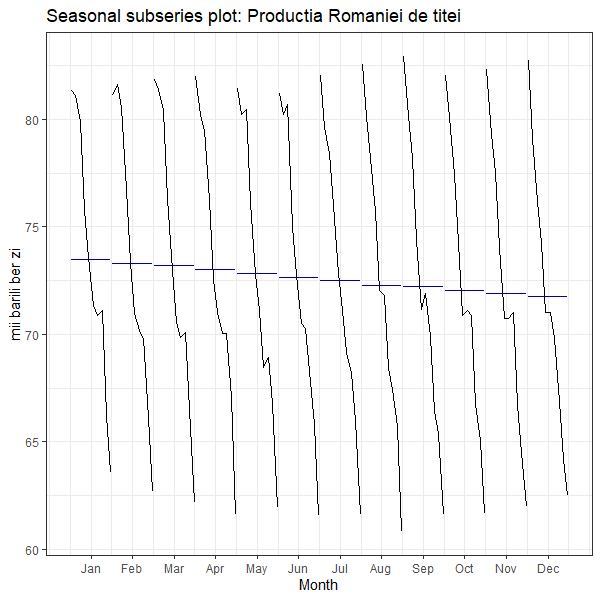 Seasonal subseries plot: Productia Romaniei de titei
mii barili ber zi
80
75
70
65
60
Jan Feb Mar Apr May Jun Jul Aug Sep Oct Nov Dec
Month